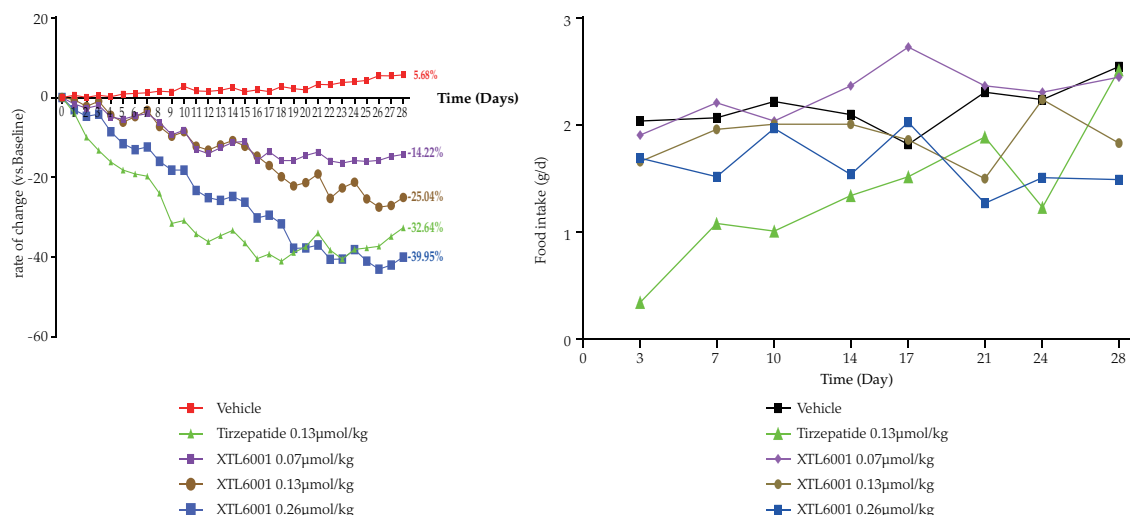 20
0
-20
-40
-60
rate of change (vs.Baseline)
0 1 2 3 4 5 6 7 8 9 10 11 12 13 14 15 16 17 18 19 20 21 22 23 24 25 26 27 28
Time (Days)
5.68%
-14.22%
-25.04%
-32.64%
-39.95%
Vehicle
Tirzepatide 0.13µmol/kg
XTL6001 0.07µmol/kg
XTL6001 0.13µmol/kg
XTL6001 0.26µmol/kg
3
2
1
0
Food intake (g/d)
0 3 7 10 14 17 21 24 28
Time (Day)
Vehicle
Tirzepatide 0.13µmol/kg
XTL6001 0.07µmol/kg
XTL6001 0.13µmol/kg
XTL6001 0.26µmol/kg